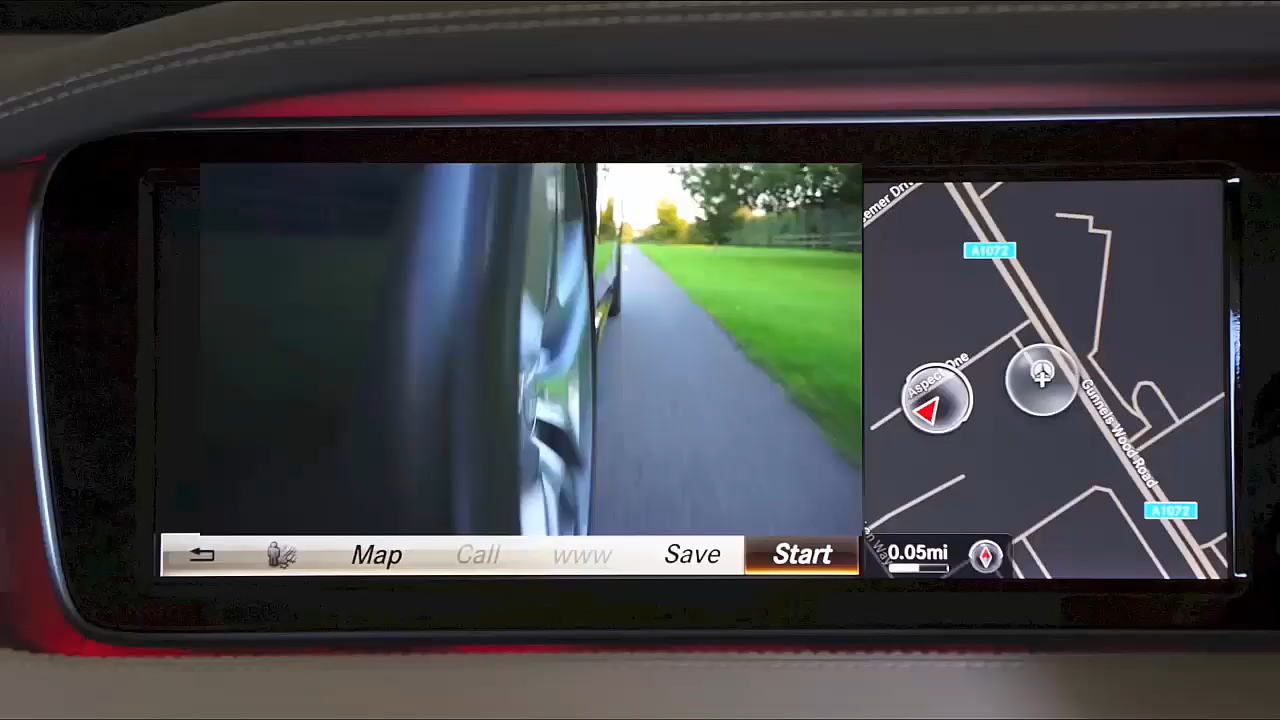 A1072
Aspect One
Gunnels Wood Road
A1072
0.05mi
Map Call www Save Start